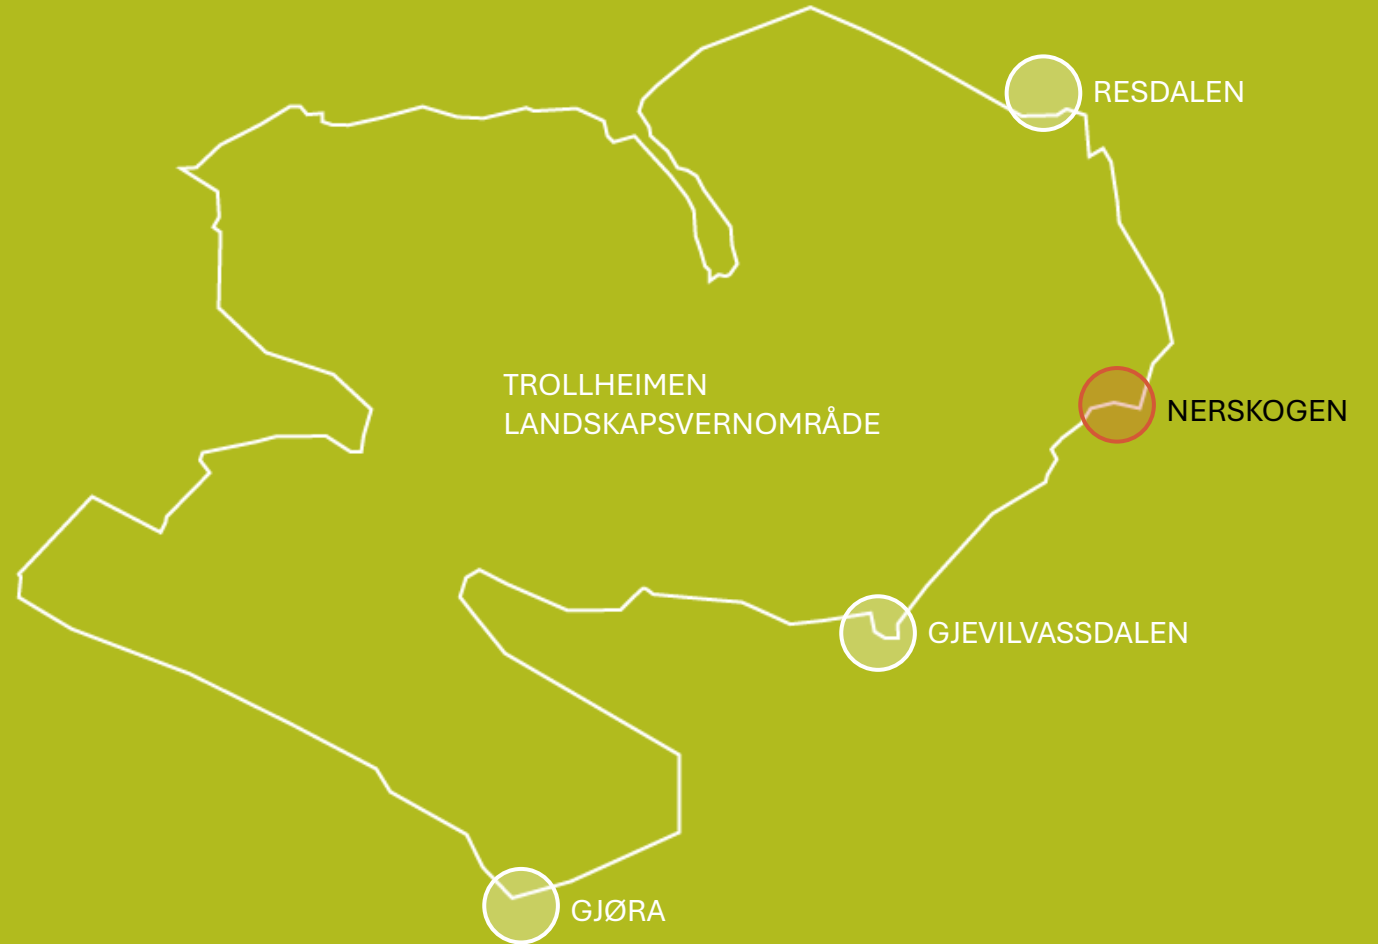 RESDALEN
TROLLHEIMEN
LANDSKAPSVERNOMRÅDE
NERSKOGEN
GJEVILVASSDALEN
GJØRA